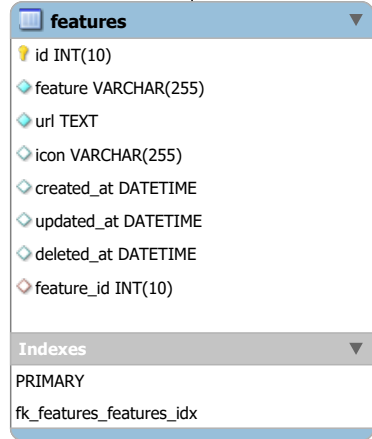 features
id INT(10)
feature VARCHAR(255)
url TEXT
icon VARCHAR(255)
created_at DATETIME
updated_at DATETIME
deleted_at DATETIME
feature_id INT(10)
Indexes
PRIMARY
fk_features_features_idx